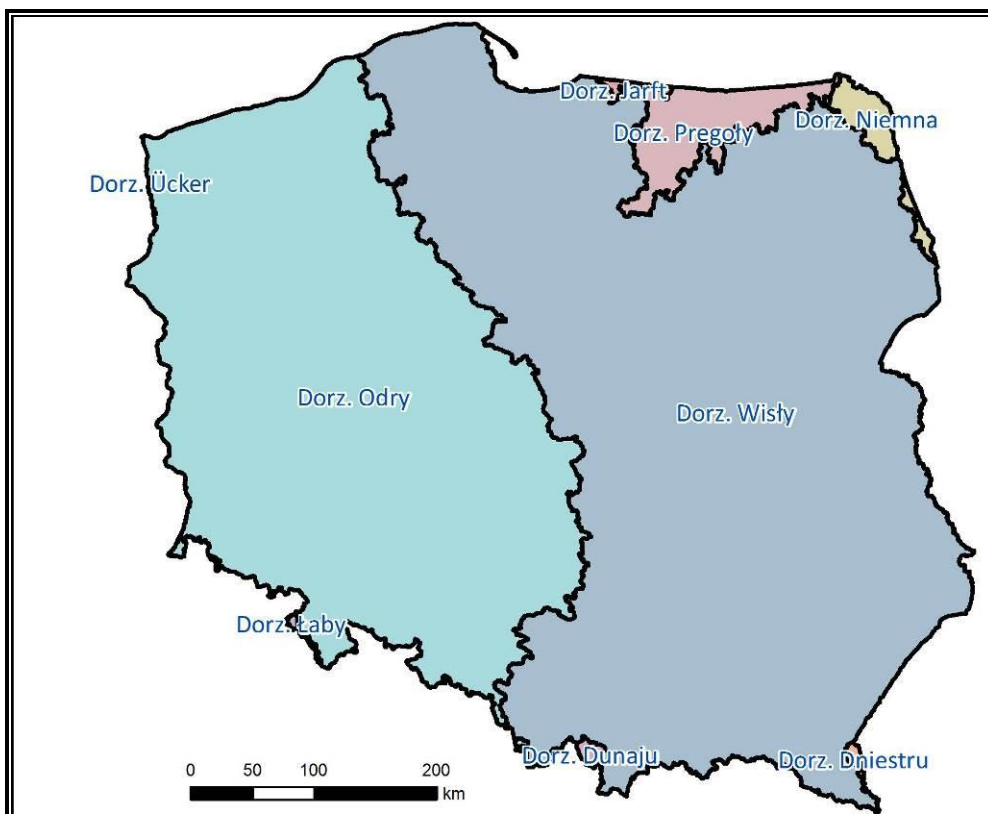 Dorz. Jarft
Dorz. Pregoły
Dorz. Niemna
Dorz. Ücker
Dorz. Odry
Dorz. Wisły
Dorz. Łaby
Dorz. Dunaju
Dorz. Dniestru
0 50 100 200
km